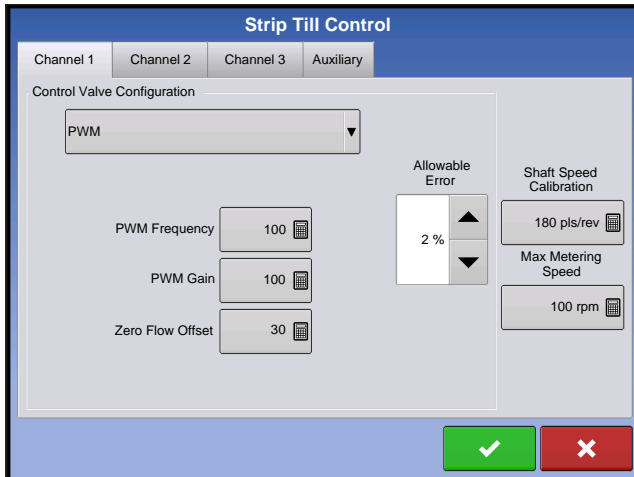 Strip Till Control
Channel 1
Channel 2
Channel 3
Auxiliary
Control Valve Configuration
PWM
Allowable
Error
2 %
PWM Frequency
100
PWM Gain
100
Zero Flow Offset
30
Shaft Speed
Calibration
180 pls/rev
Max Metering
Speed
100 rpm